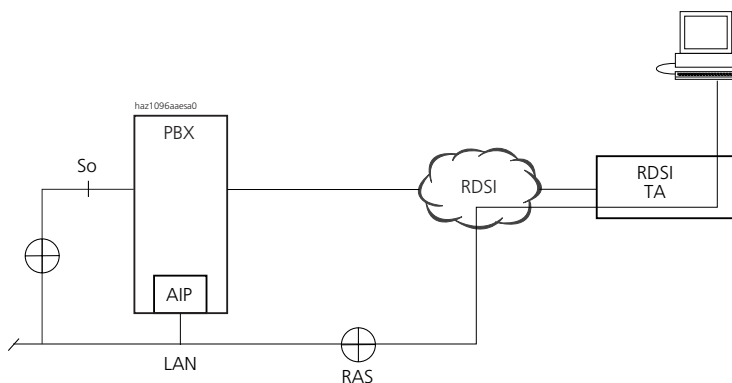 haz1096aaesa0
PBX
So
RDSI
RDSI
TA
AIP
LAN
RAS